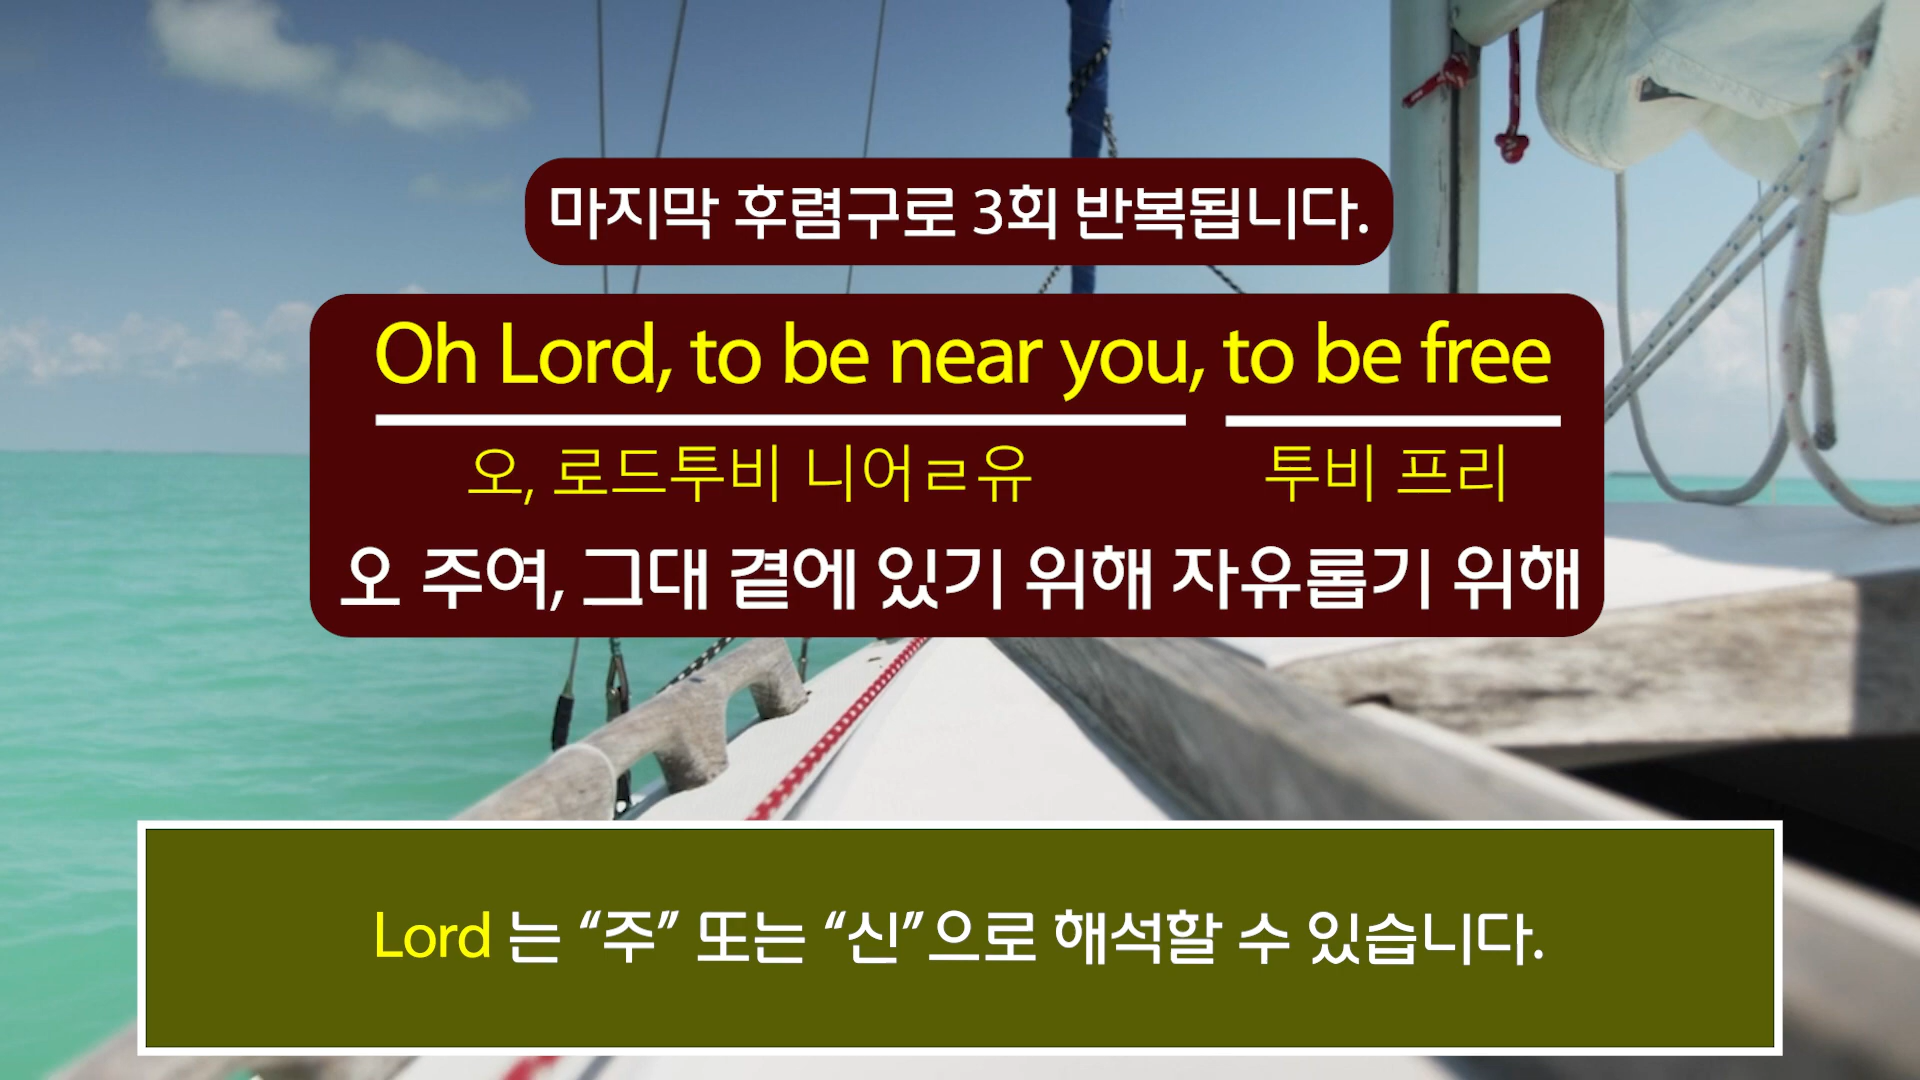 마지막 후렴구로 3회 반복됩니다.
Oh Lord, to be near you, to be free
오, 로드투비 니어ㄹ유 투비 프리
오 주여, 그대 곁에 있기 위해 자유롭기 위해
Lord 는 “주” 또는 “신”으로 해석할 수 있습니다.